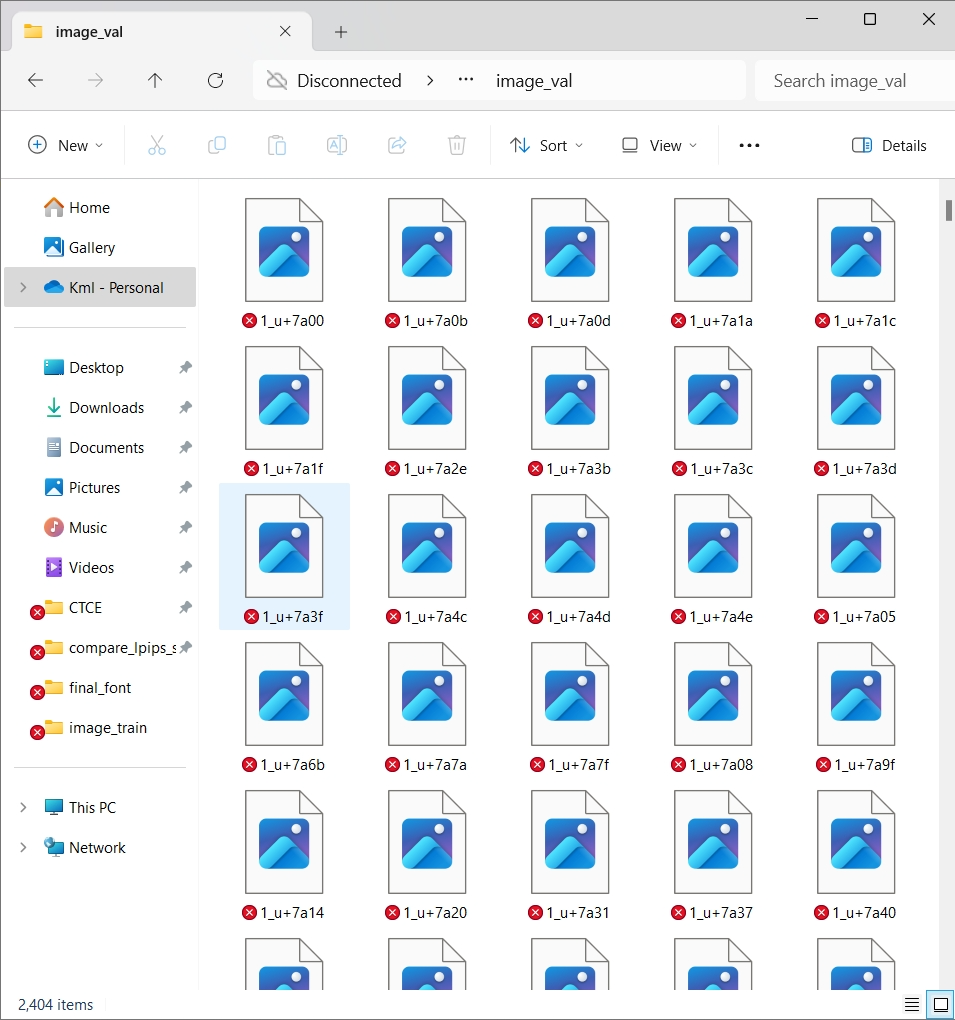 image_val
Disconnected > ··· image_val
Search image_val
New
Sort
View
Details
Home
Gallery
Kml - Personal
Desktop
Downloads
Documents
Pictures
Music
Videos
CTCE
compare_lpips_s
final_font
image_train
This PC
Network
1_u+7a00 1_u+7a0b 1_u+7a0d 1_u+7a1a 1_u+7a1c
1_u+7a1f 1_u+7a2e 1_u+7a3b 1_u+7a3c 1_u+7a3d
1_u+7a3f 1_u+7a4c 1_u+7a4d 1_u+7a4e 1_u+7a05
1_u+7a6b 1_u+7a7a 1_u+7a7f 1_u+7a08 1_u+7a9f
1_u+7a14 1_u+7a20 1_u+7a31 1_u+7a37 1_u+7a40
2,404 items